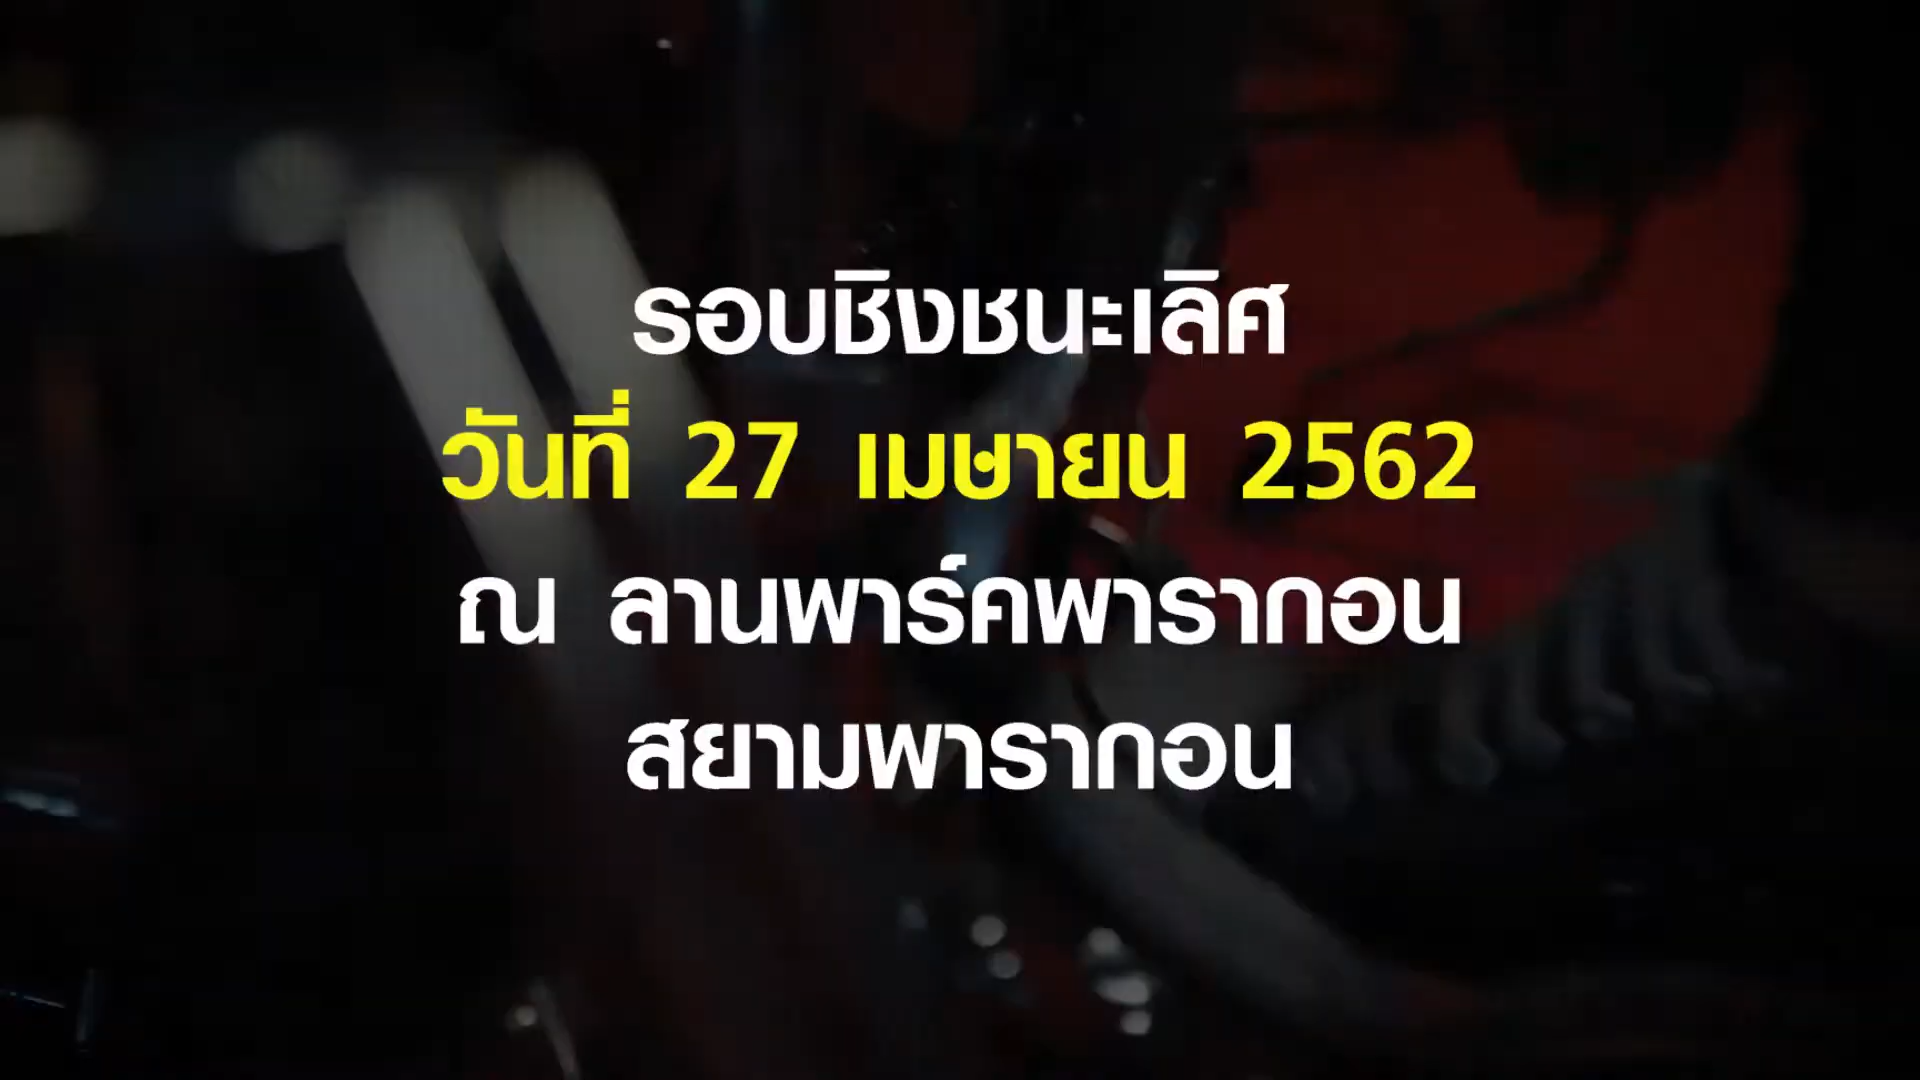 รอบชิงชนะเลิศ
วันที่ 27 เมษายน 2562
ณ ลานพาร์คพารากอน
สยามพารากอน